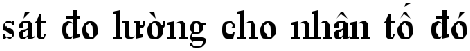 sát đo lường cho nhân tố đó